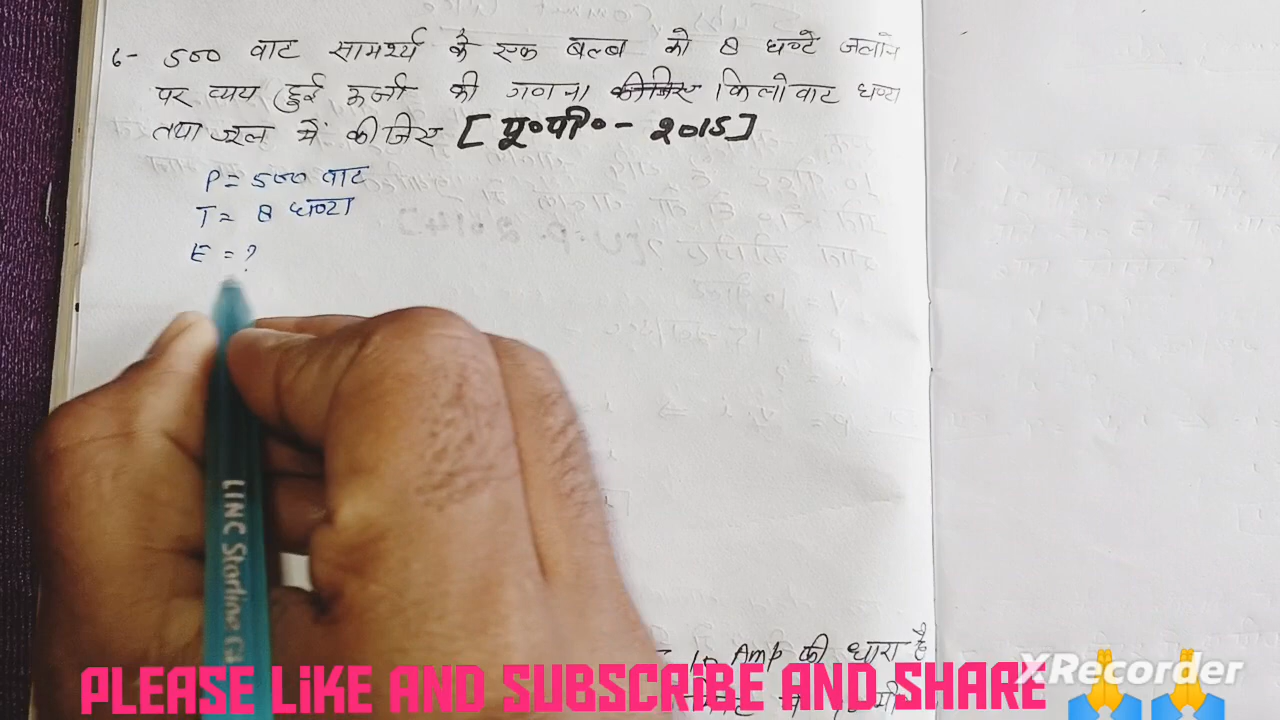 6- 500 वाट सामर्थ्य के एक बल्ब को 8 घण्टे जलाने
पर व्यय हुई ऊर्जा की गणना कीजिए किलोवाट घण्टा
तथा जूल में कीजिए [यू०पी०- 2015]
P = 500 वाट
T = 8 घण्टा
E = ?
LINC Starline
Amp की धारा है
PLEASE LIKE AND SUBSCRIBE AND SHARE
XRecorder